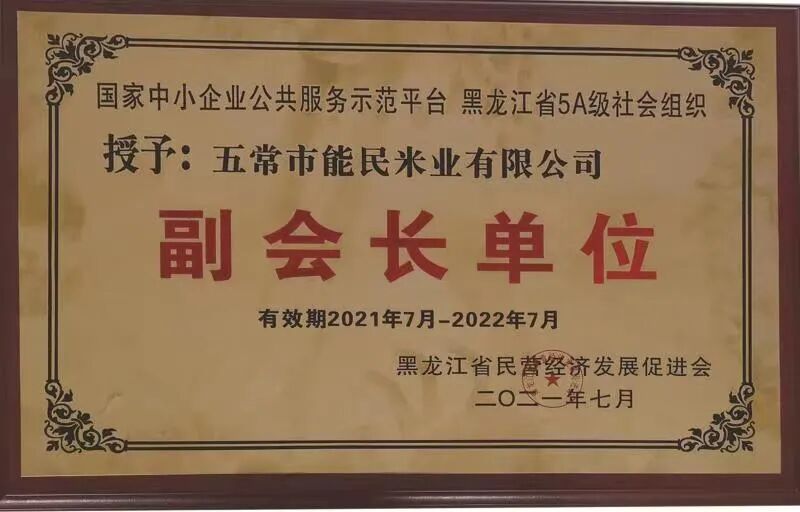 国家中小企业公共服务示范平台 黑龙江省5A级社会组织
授予：五常市能民米业有限公司
副会长单位
有效期2021年7月-2022年7月
黑龙江省民营经济发展促进会
二〇二一年七月